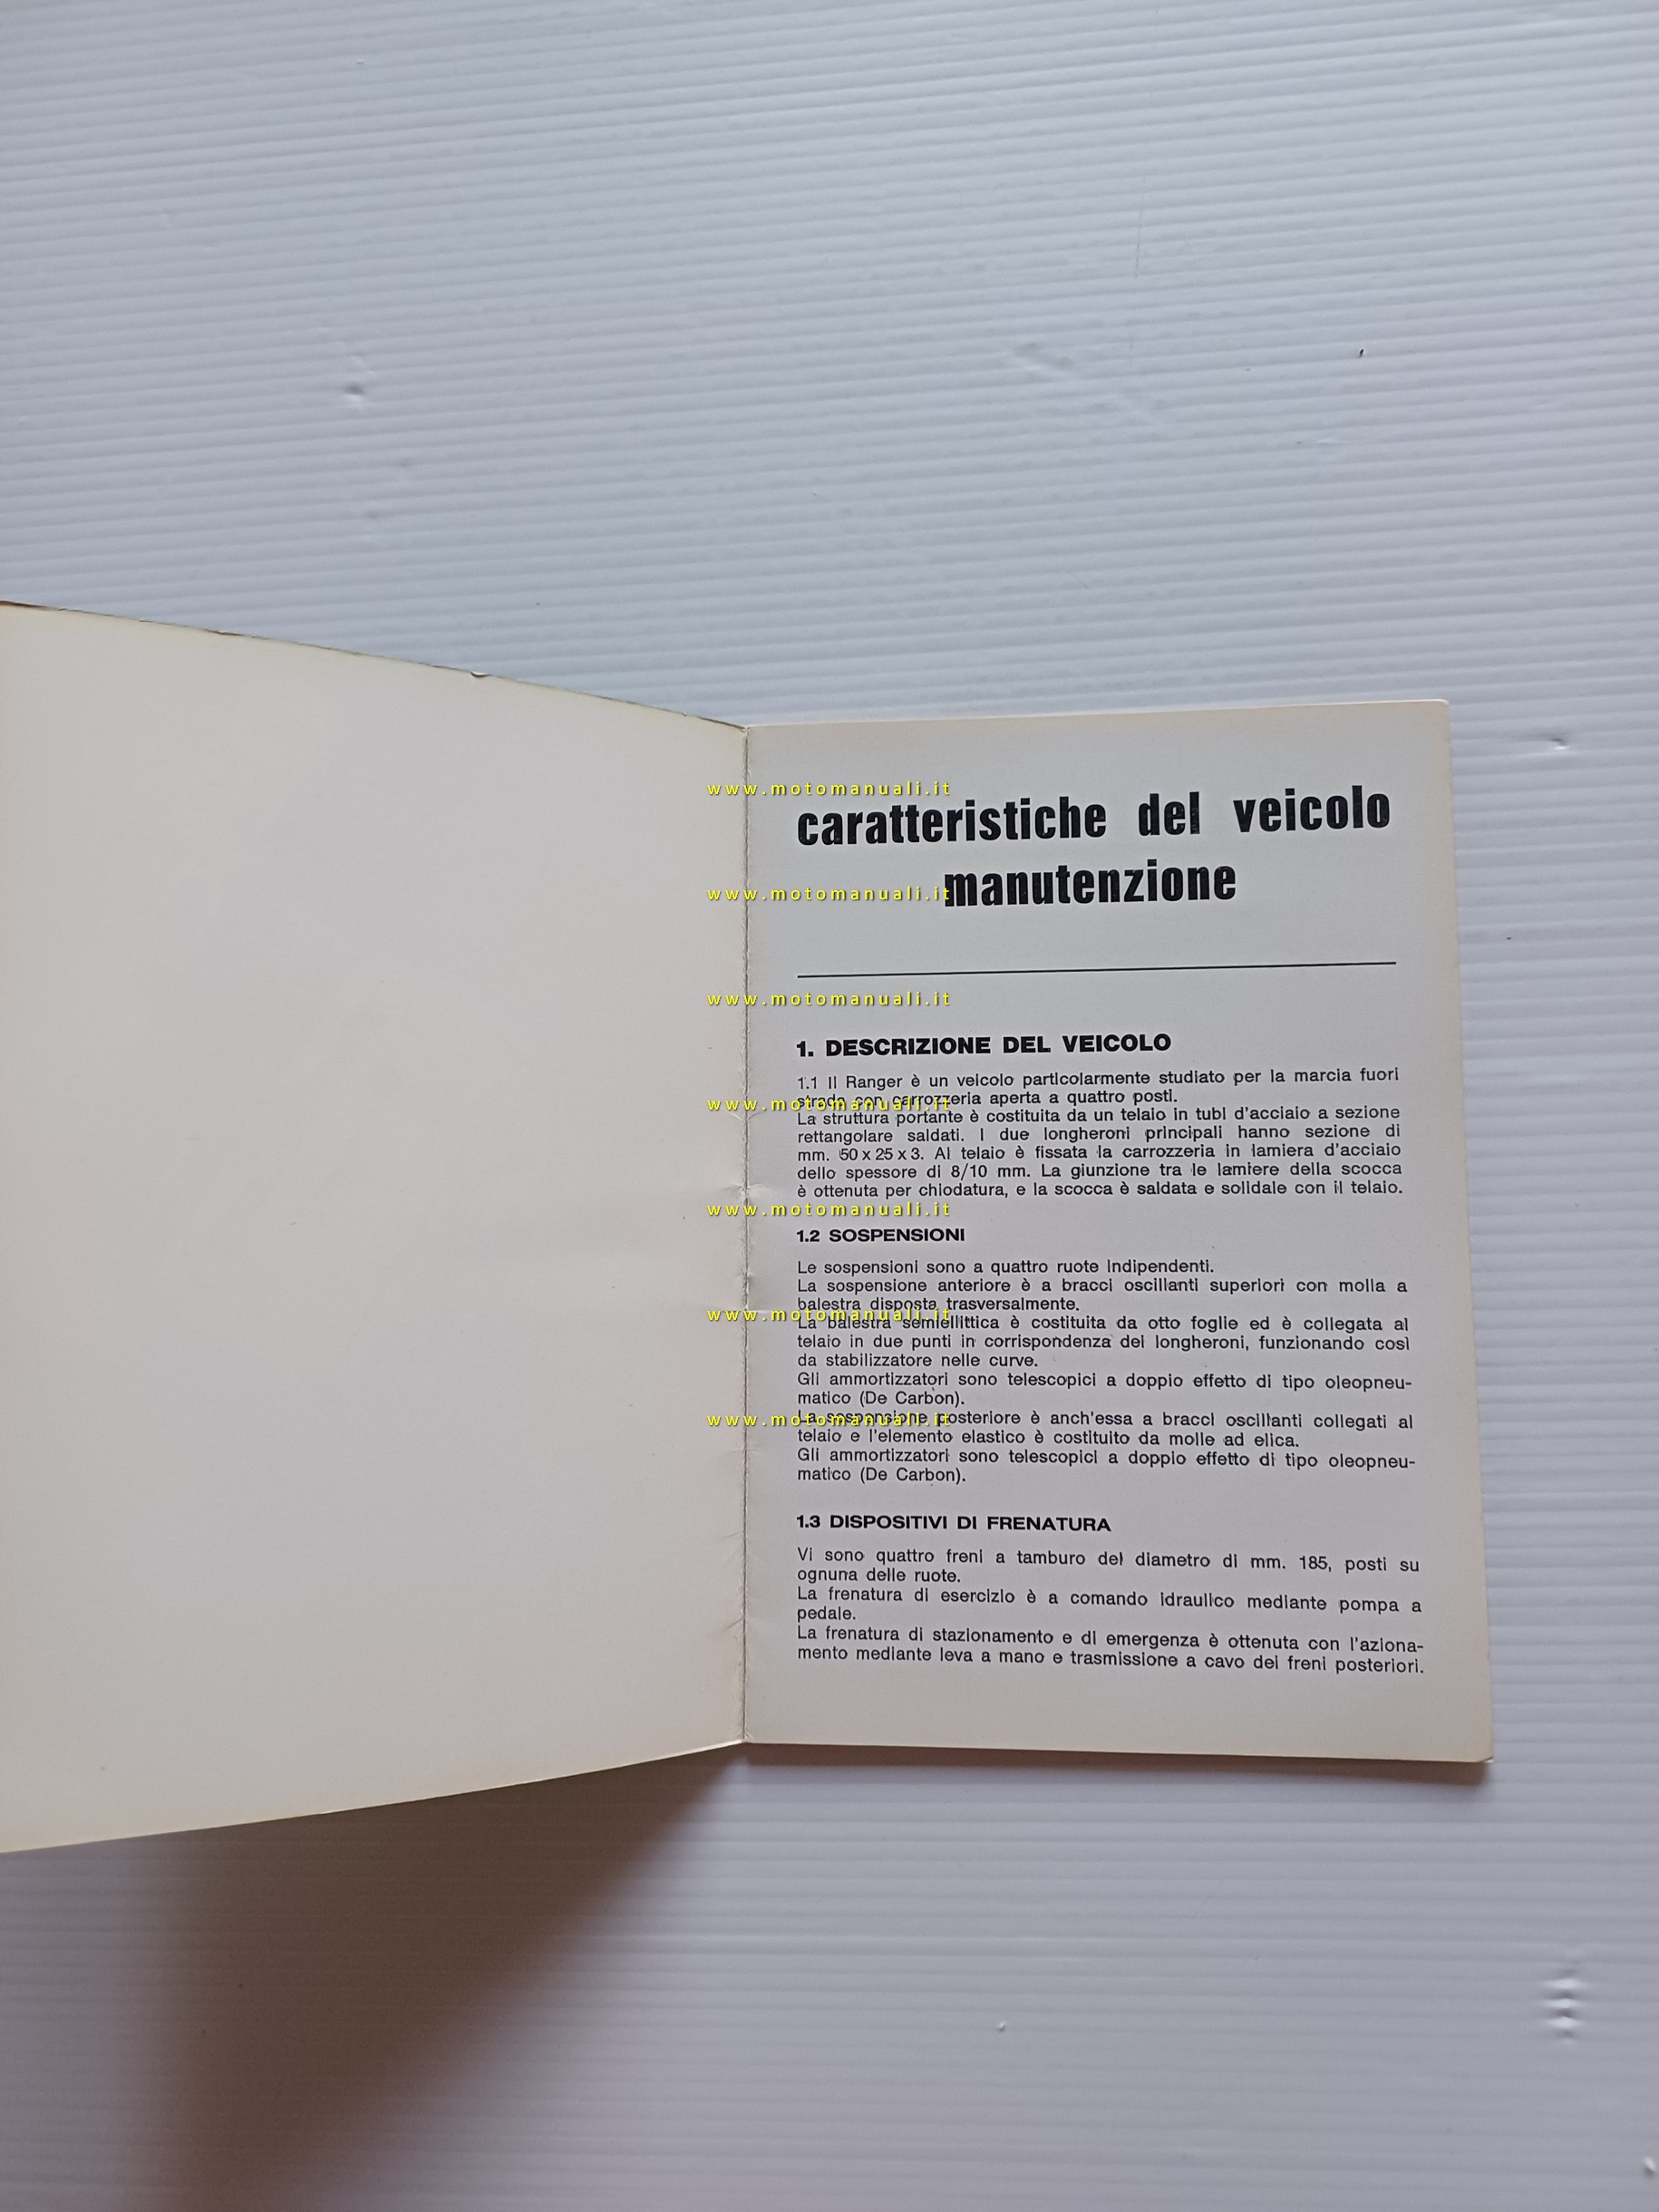 www.motomanuali.it
caratteristiche del veicolo
www.motomanuali.it
manutenzione
www.motomanuali.it
1. DESCRIZIONE DEL VEICOLO
1.1 Il Ranger è un veicolo particolarmente studiato per la marcia fuori
strada con carrozzeria aperta a quattro posti.
www.motomanuali.it
La struttura portante è costituita da un telaio in tubi d'acciaio a sezione
rettangolare saldati. I due longheroni principali hanno sezione di
mm. 50 x 25 x 3. Al telaio è fissata la carrozzeria in lamiera d'acciaio
dello spessore di 8/10 mm. La giunzione tra le lamiere della scocca
è ottenuta per chiodatura, e la scocca è saldata e solidale con il telaio.
www.motomanuali.it
1.2 SOSPENSIONI
Le sospensioni sono a quattro ruote indipendenti.
La sospensione anteriore è a bracci oscillanti superiori con molla a
balestra disposta trasversalmente.
www.motomanuali.it
La balestra semiellittica è costituita da otto foglie ed è collegata al
telaio in due punti in corrispondenza dei longheroni, funzionando così
da stabilizzatore nelle curve.
Gli ammortizzatori sono telescopici a doppio effetto di tipo oleopneu-
matico (De Carbon).
La sospensione posteriore è anch'essa a bracci oscillanti collegati al
www.motomanuali.it
telaio e l'elemento elastico è costituito da molle ad elica.
Gli ammortizzatori sono telescopici a doppio effetto di tipo oleopneu-
matico (De Carbon).
1.3 DISPOSITIVI DI FRENATURA
Vi sono quattro freni a tamburo del diametro di mm. 185, posti su
ognuna delle ruote.
La frenatura di esercizio è a comando idraulico mediante pompa a
pedale.
La frenatura di stazionamento e di emergenza è ottenuta con l'aziona-
mento mediante leva a mano e trasmissione a cavo dei freni posteriori.